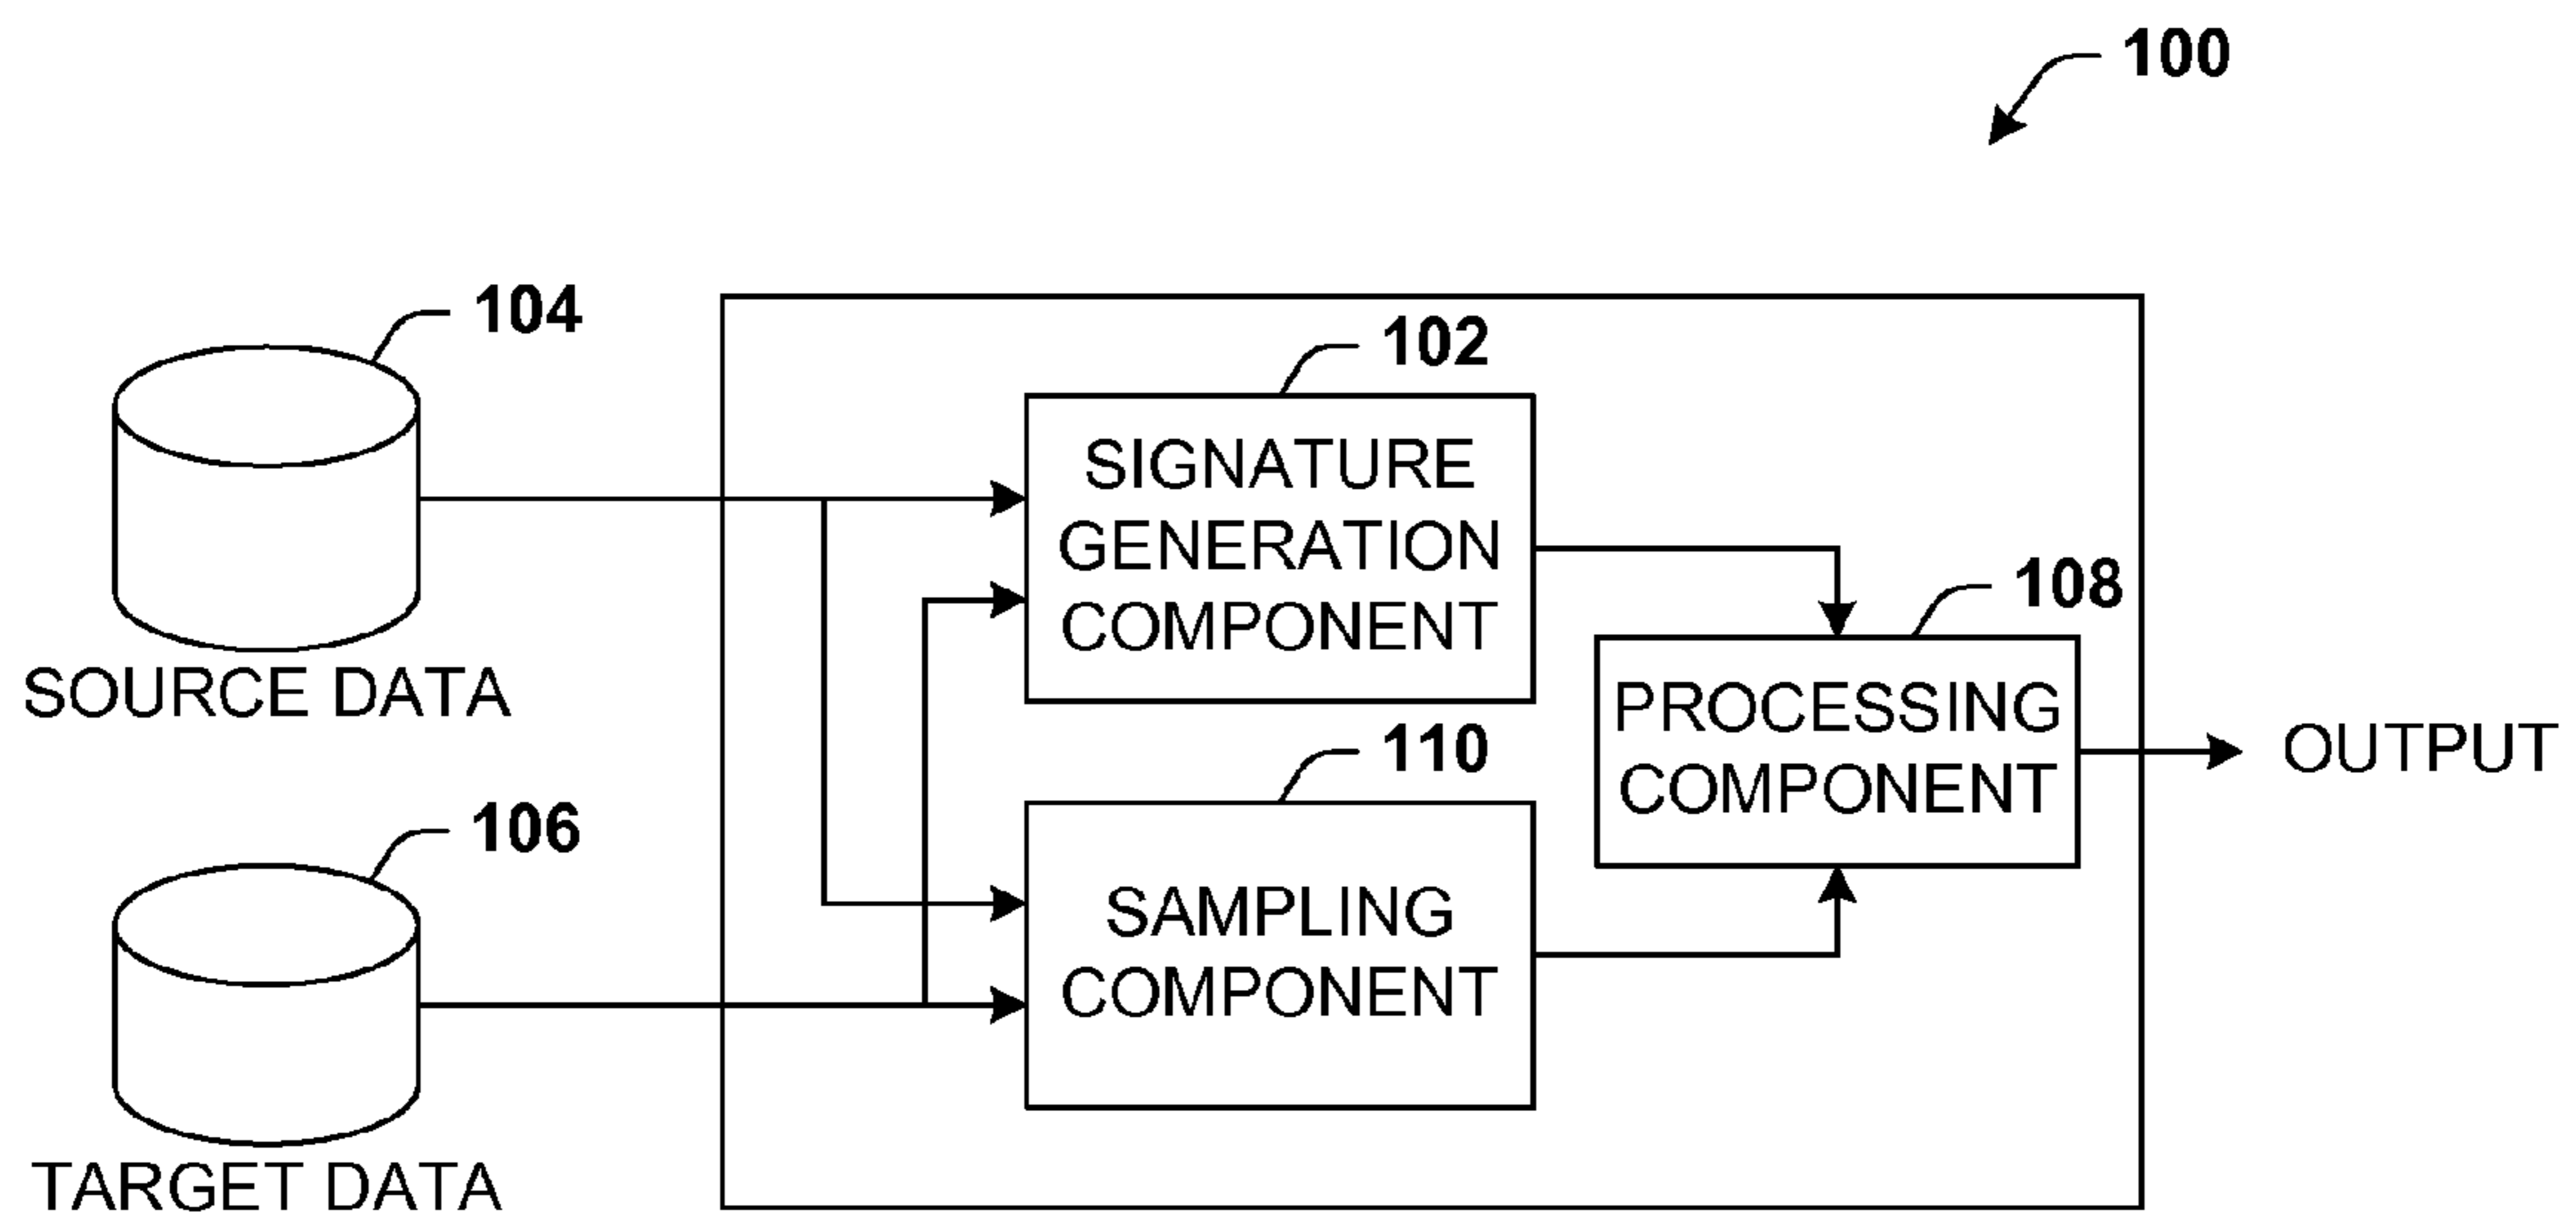 100
104
SOURCE DATA
106
TARGET DATA
102
SIGNATURE
GENERATION
COMPONENT
110
SAMPLING
COMPONENT
108
PROCESSING
COMPONENT
OUTPUT